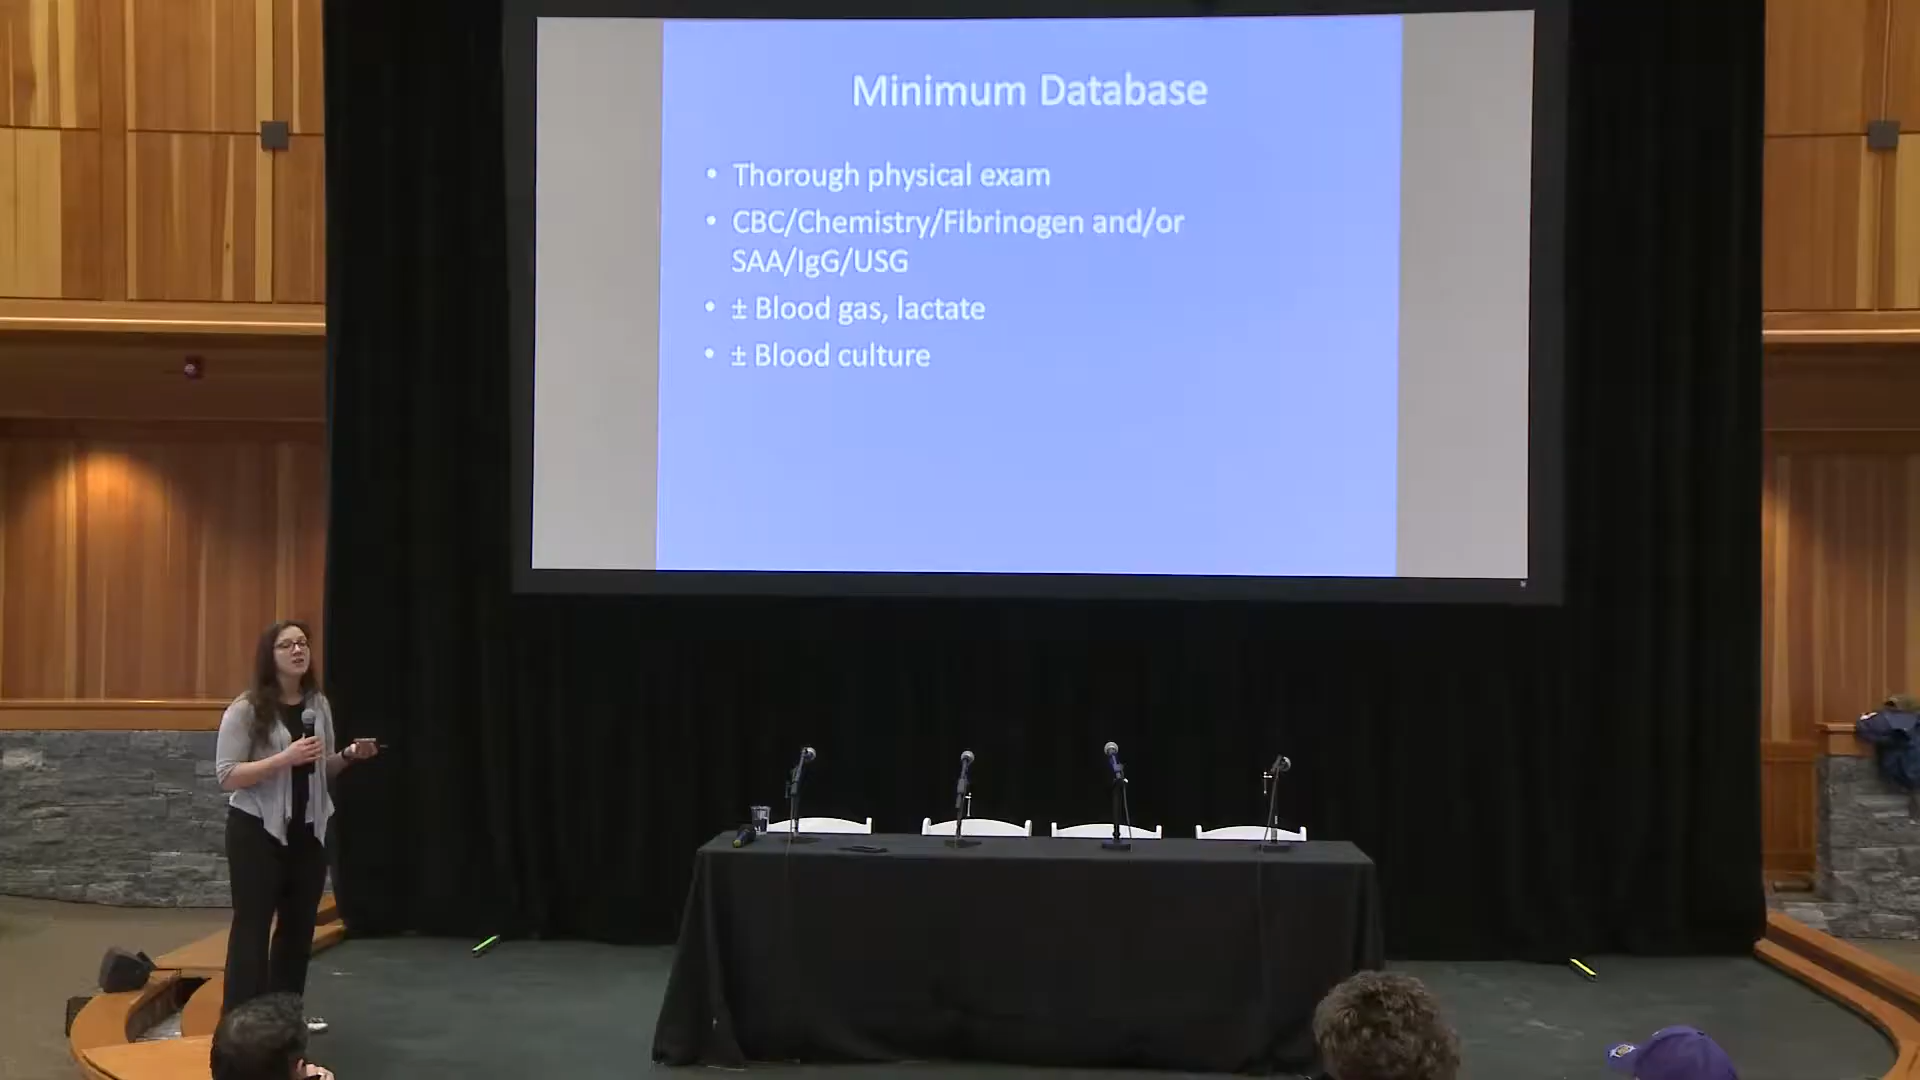 Minimum Database
• Thorough physical exam
• CBC/Chemistry/Fibrinogen and/or
SAA/IgG/USG
• ± Blood gas, lactate
• ± Blood culture